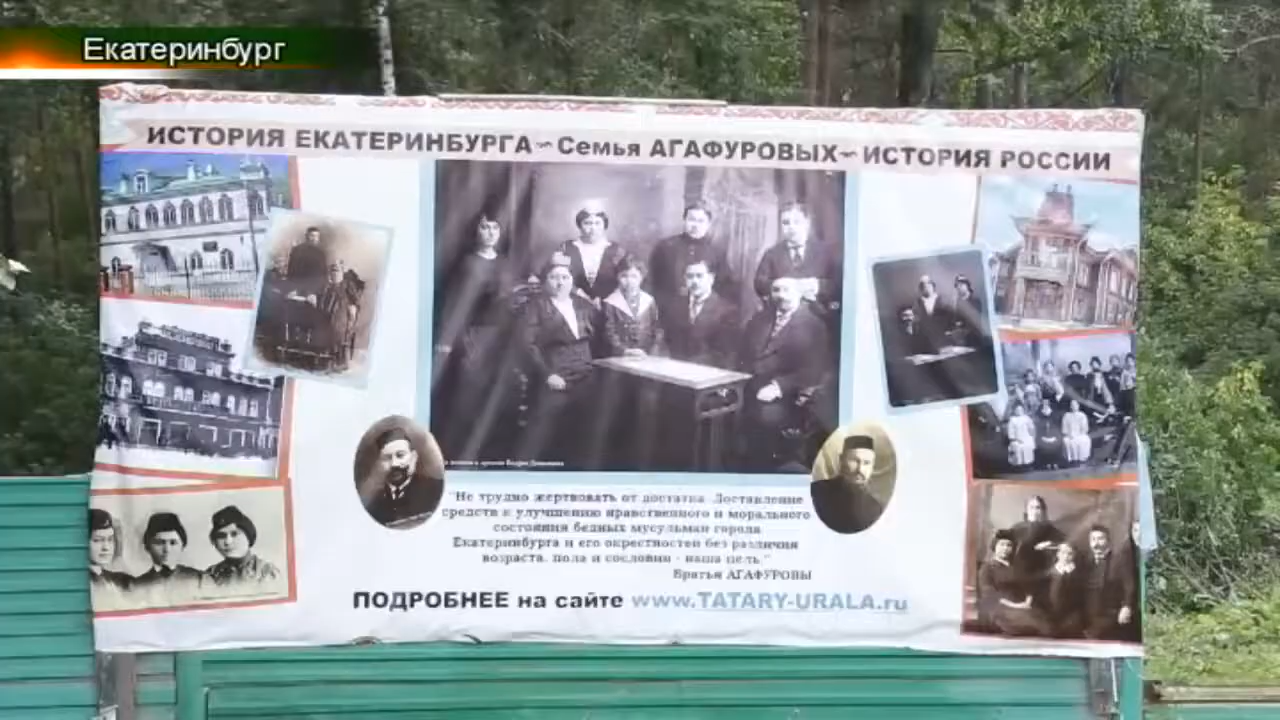 Екатеринбург
ИСТОРИЯ ЕКАТЕРИНБУРГА ~ Семья АГАФУРОВЫХ ~ ИСТОРИЯ РОССИИ
"Не трудно жертвовать от достатка. Доставление
средств к улучшению нравственного и морального
состояния бедных мусульман города
Екатеринбурга и его окрестностей без различия
возраста, пола и сословия - наша цель."
Братья АГАФУРОВЫ
ПОДРОБНЕЕ на сайте www.TATARY-URALA.ru